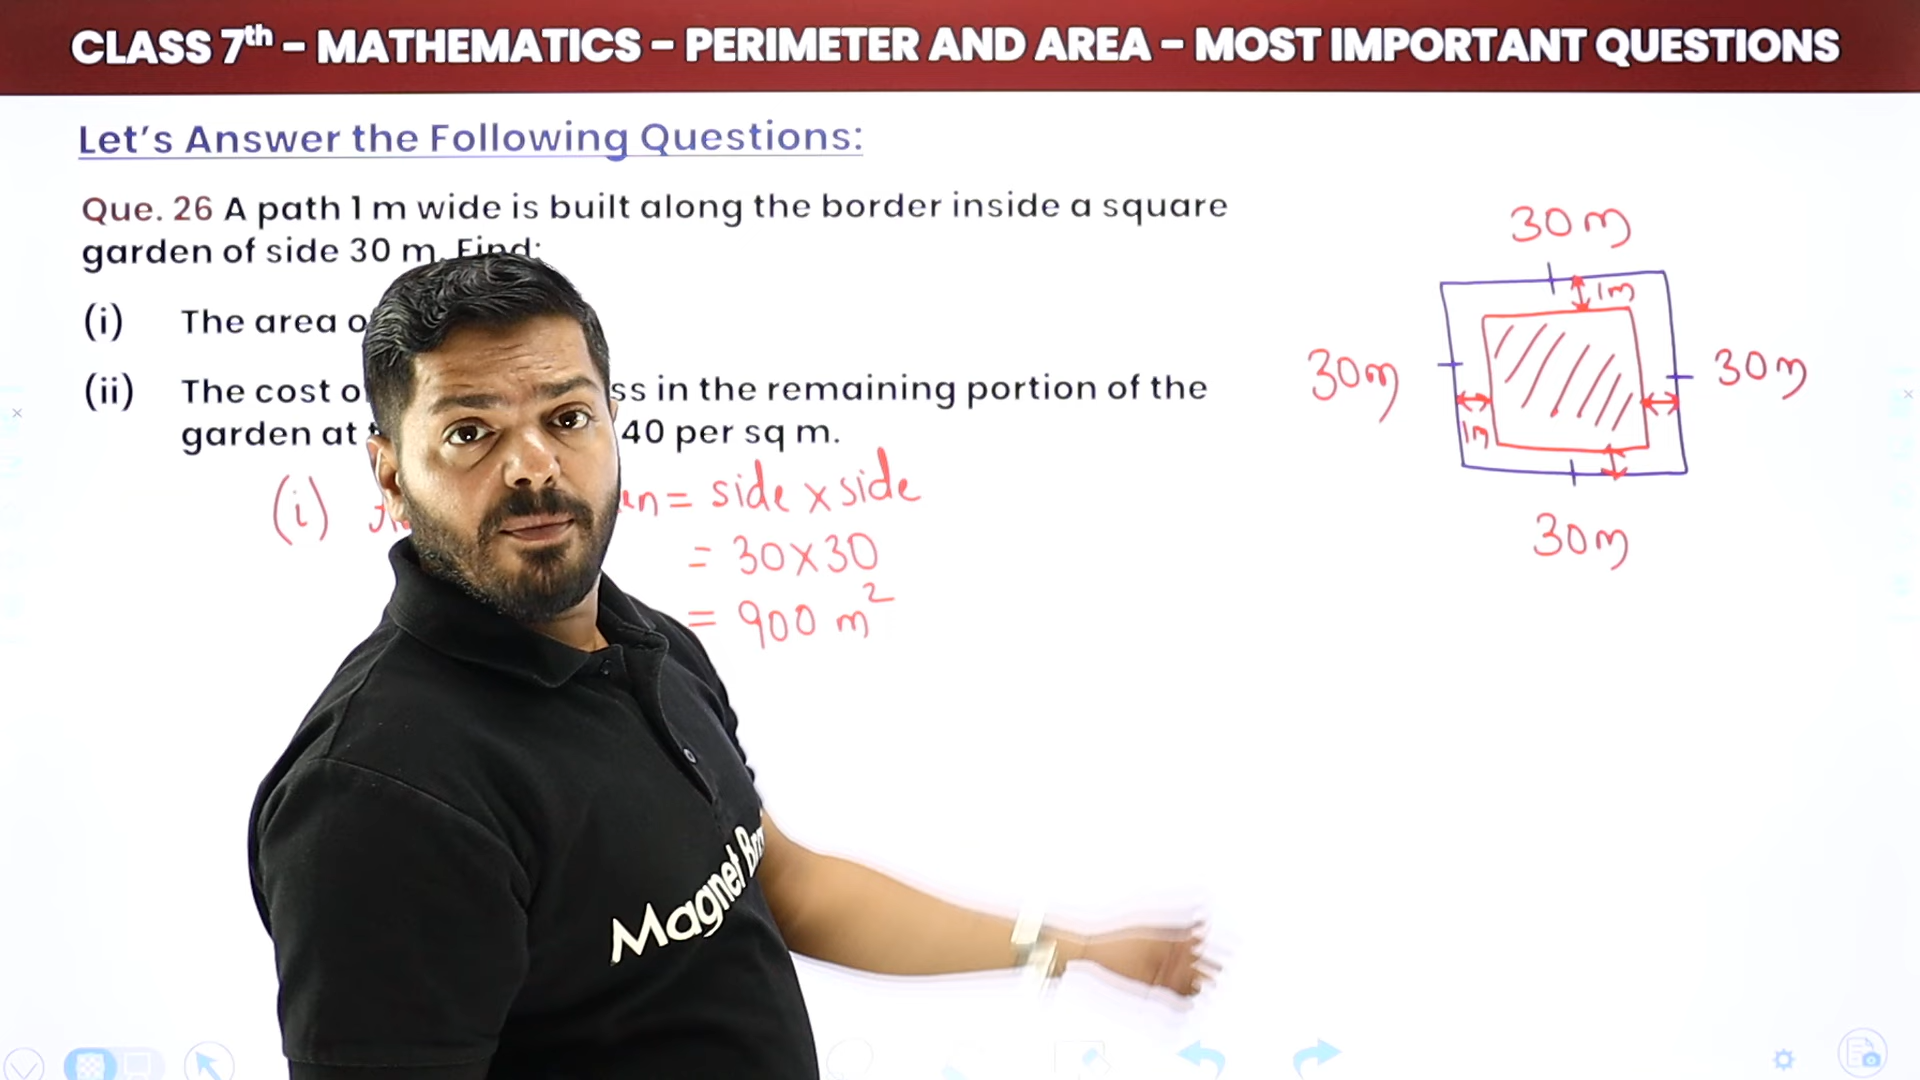 CLASS 7th – MATHEMATICS – PERIMETER AND AREA – MOST IMPORTANT QUESTIONS
Let's Answer the Following Questions:
Que. 26 A path 1 m wide is built along the border inside a square
garden of side 30 m. Find:
(i) The area
(ii) The cost in the remaining portion of the
garden at 40 per sq m.
(i) = side × side
= 30×30
= 900 m²
30m
1m
30m
30m
1m
30m
Magnet